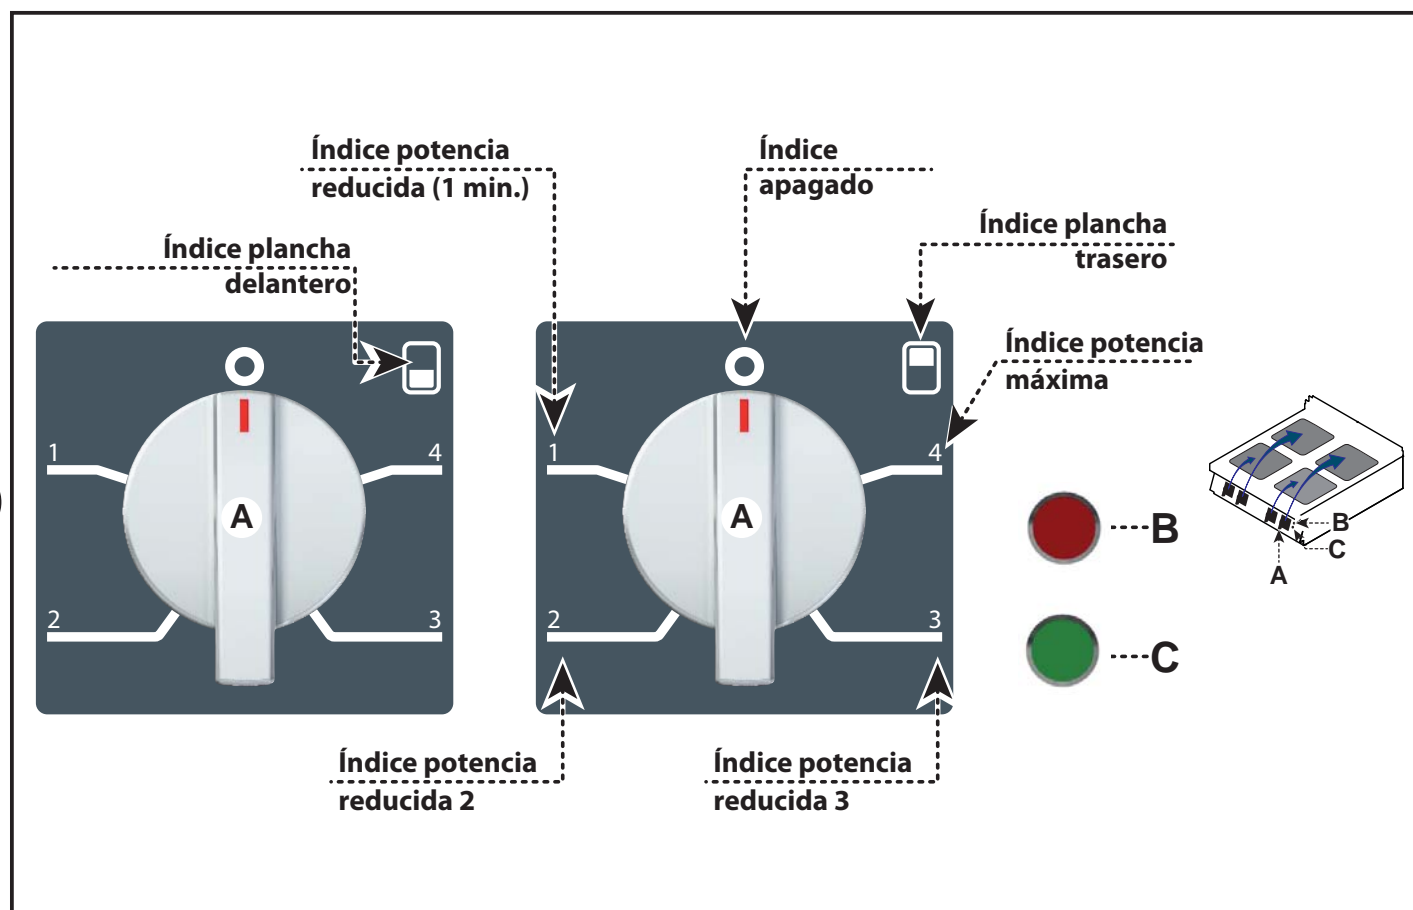 Índice potencia
reducida (1 min.)
Índice
apagado
Índice plancha
trasero
Índice plancha
delantero
Índice potencia
máxima
1
4
A
2
3
1
4
A
2
3
B
C
B
C
A
Índice potencia
reducida 2
Índice potencia
reducida 3